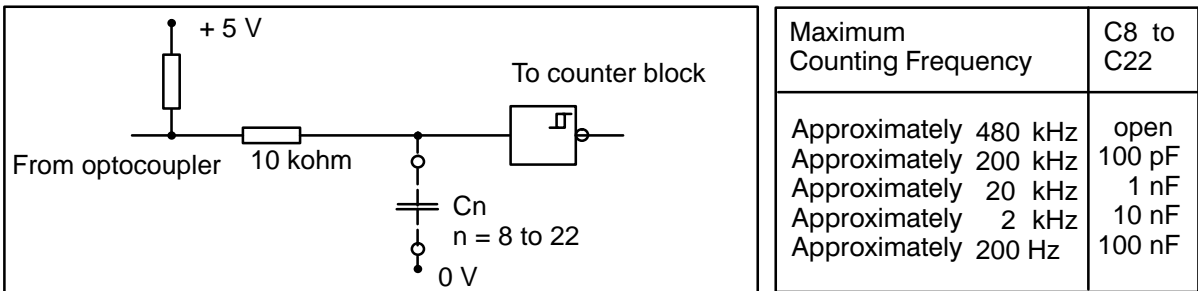 + 5 V
To counter block
From optocoupler
10 kohm
Cn
n = 8 to 22
0 V
Maximum Counting Frequency
C8 to C22
Approximately 480 kHz open
Approximately 200 kHz 100 pF
Approximately 20 kHz 1 nF
Approximately 2 kHz 10 nF
Approximately 200 Hz 100 nF